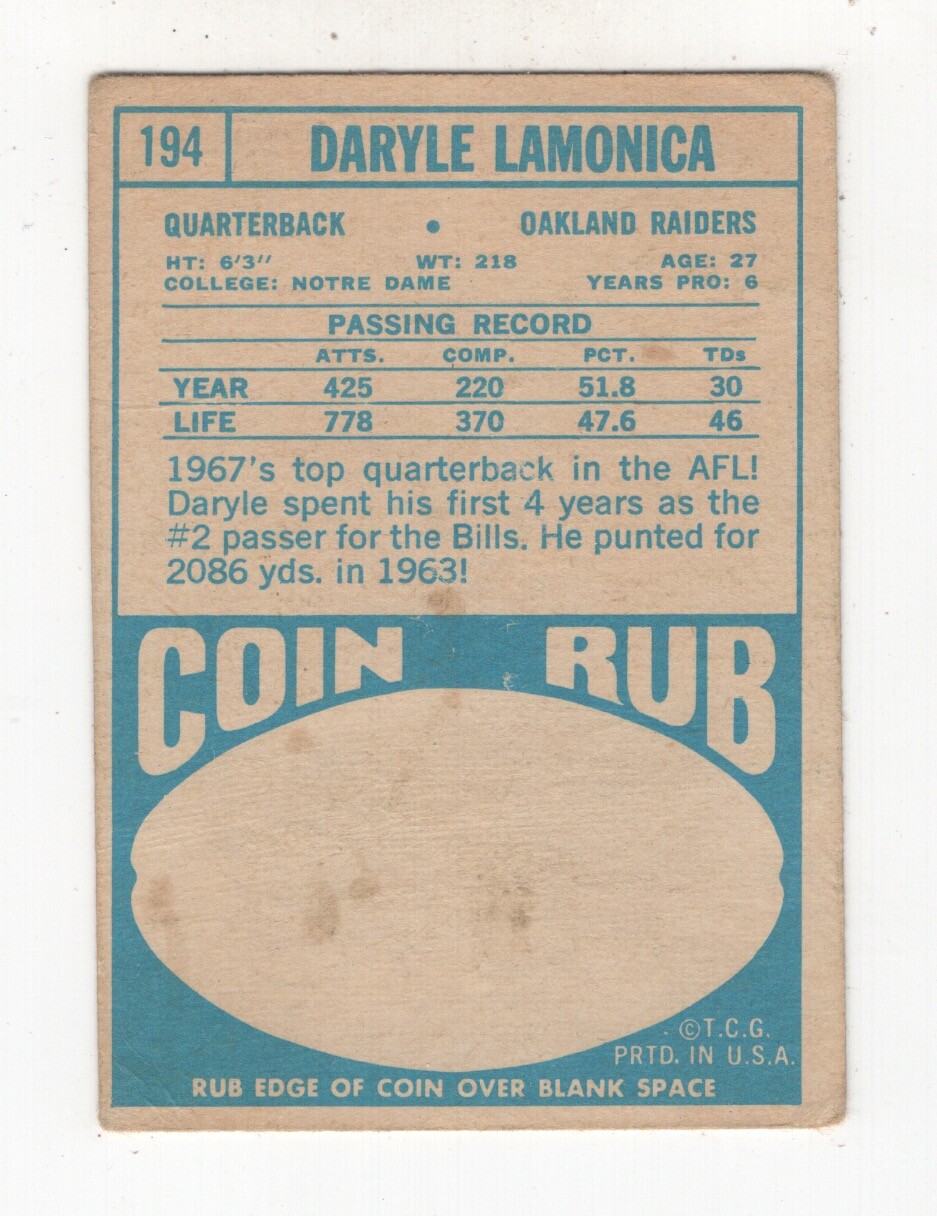 194 DARYLE LAMONICA
QUARTERBACK • OAKLAND RAIDERS
HT: 6'3" WT: 218 AGE: 27
COLLEGE: NOTRE DAME YEARS PRO: 6
PASSING RECORD
ATTS. COMP. PCT. TDs
YEAR 425 220 51.8 30
LIFE 778 370 47.6 46
1967's top quarterback in the AFL!
Daryle spent his first 4 years as the
#2 passer for the Bills. He punted for
2086 yds. in 1963!
COIN RUB
©T.C.G.
PRTD. IN U.S.A.
RUB EDGE OF COIN OVER BLANK SPACE